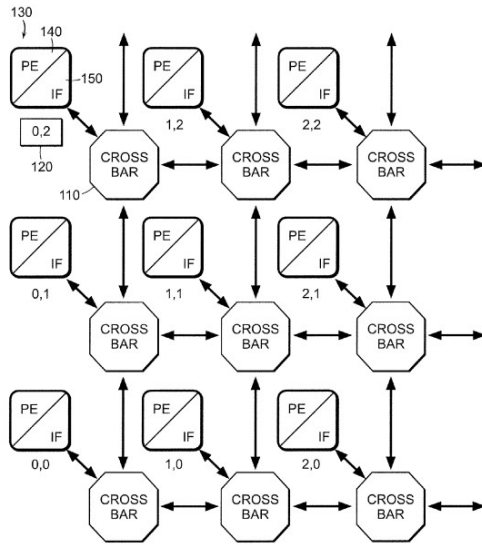 130
140
PE
150
IF
0,2
120
110
PE
IF
1,2
PE
IF
2,2
CROSS
BAR
CROSS
BAR
CROSS
BAR
PE
IF
0,1
PE
IF
1,1
PE
IF
2,1
CROSS
BAR
CROSS
BAR
CROSS
BAR
PE
IF
0,0
PE
IF
1,0
PE
IF
2,0
CROSS
BAR
CROSS
BAR
CROSS
BAR